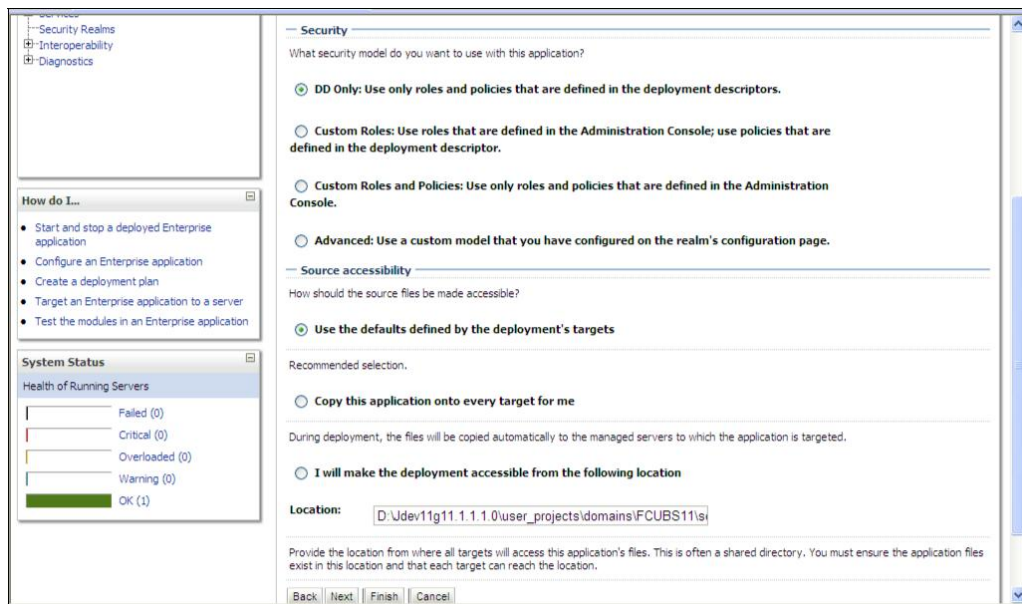 Services
Security Realms
Interoperability
Diagnostics
How do I...
Start and stop a deployed Enterprise
application
Configure an Enterprise application
Create a deployment plan
Target an Enterprise application to a server
Test the modules in an Enterprise application
System Status
Health of Running Servers
Failed (0)
Critical (0)
Overloaded (0)
Warning (0)
OK (1)
Security
What security model do you want to use with this application?
DD Only: Use only roles and policies that are defined in the deployment descriptors.
Custom Roles: Use roles that are defined in the Administration Console; use policies that are
defined in the deployment descriptor.
Custom Roles and Policies: Use only roles and policies that are defined in the Administration
Console.
Advanced: Use a custom model that you have configured on the realm's configuration page.
Source accessibility
How should the source files be made accessible?
Use the defaults defined by the deployment's targets
Recommended selection.
Copy this application onto every target for me
During deployment, the files will be copied automatically to the managed servers to which the application is targeted.
I will make the deployment accessible from the following location
Location: D:\Jdev11g11.1.1.1.0\user_projects\domains\FCUBS11\se
Provide the location from where all targets will access this application's files. This is often a shared directory. You must ensure the application files
exist in this location and that each target can reach the location.
Back Next Finish Cancel